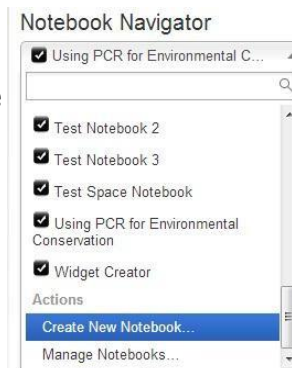 Notebook Navigator
Using PCR for Environmental C...
Test Notebook 2
Test Notebook 3
Test Space Notebook
Using PCR for Environmental
Conservation
Widget Creator
Actions
Create New Notebook...
Manage Notebooks...